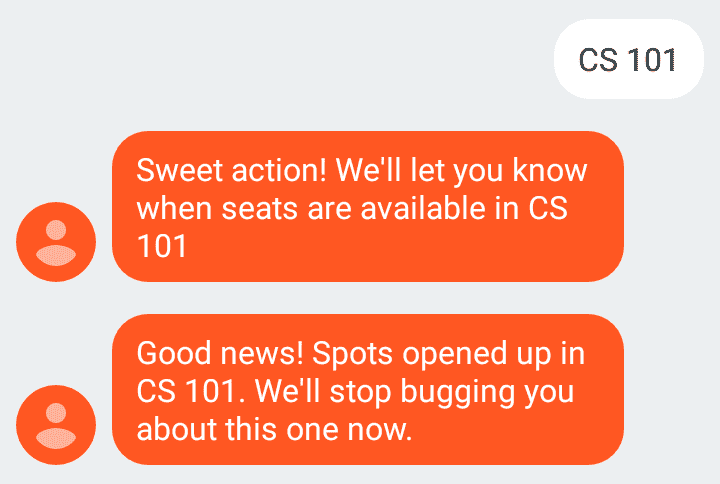 CS 101
Sweet action! We'll let you know
when seats are available in CS
101
Good news! Spots opened up in
CS 101. We'll stop bugging you
about this one now.